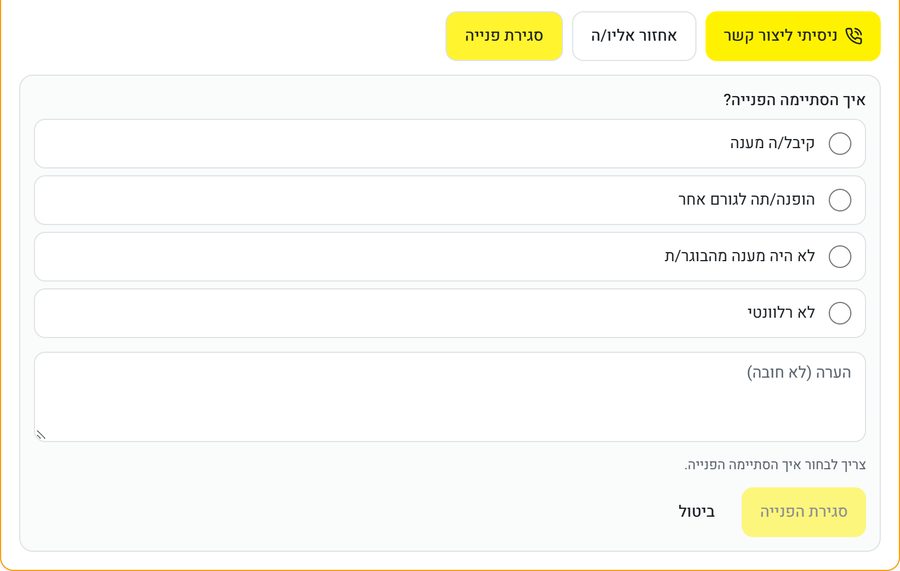 ניסיתי ליצור קשר
אחזור אליו/ה
סגירת פנייה
איך הסתיימה הפנייה?
קיבל/ה מענה
הופנה/תה לגורם אחר
לא היה מענה מהבוגר/ת
לא רלוונטי
הערה (לא חובה)
צריך לבחור איך הסתיימה הפנייה.
סגירת הפנייה
ביטול